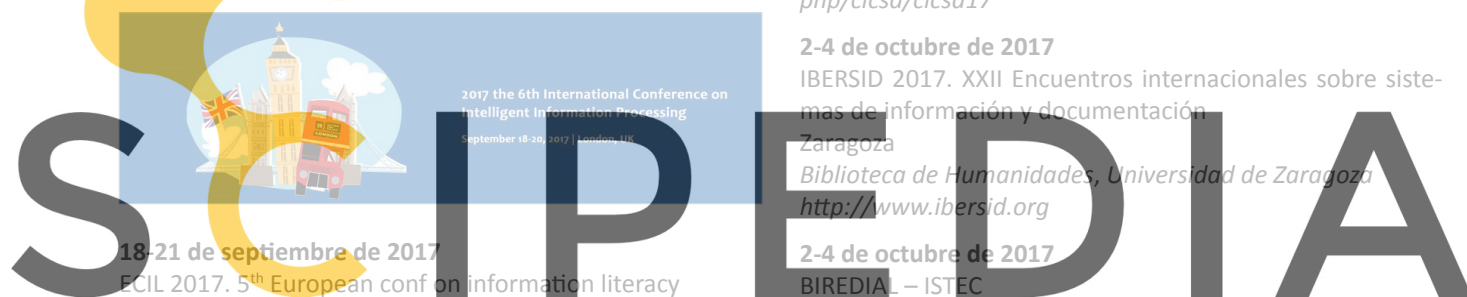 2017 the 6th International Conference on
Intelligent Information Processing
September 18-20, 2017 | London, UK
18-21 de septiembre de 2017
ECIL 2017. 5th European conf on information literacy
php/cicsd/cicsd17
2-4 de octubre de 2017
IBERSID 2017. XXII Encuentros internacionales sobre siste-
mas de información y documentación
Zaragoza
Biblioteca de Humanidades, Universidad de Zaragoza
http://www.ibersid.org
2-4 de octubre de 2017
BIREDIAL – ISTEC
SCIPEDIA